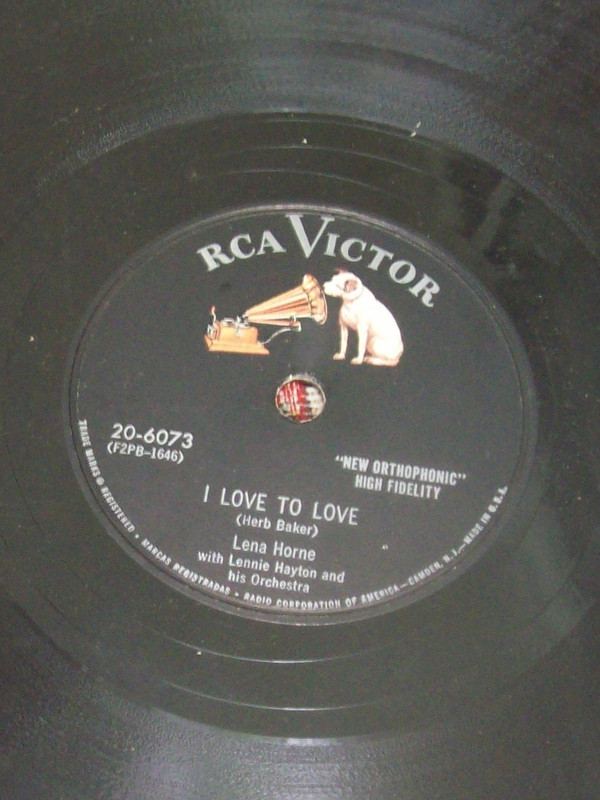 RCA VICTOR
20-6073
(F2PB-1646)
"NEW ORTHOPHONIC"
HIGH FIDELITY
I LOVE TO LOVE
(Herb Baker)
Lena Horne
with Lennie Hayton and
his Orchestra
TRADE MARKS ® REGISTERED • MARCAS REGISTRADAS • RADIO CORPORATION OF AMERICA—CAMDEN, N. J.—MADE IN U.S.A.